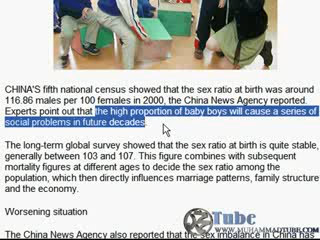 CHINA'S fifth national census showed that the sex ratio at birth was around
116.86 males per 100 females in 2000, the China News Agency reported.
Experts point out that the high proportion of baby boys will cause a series of
social problems in future decades
The long-term global survey showed that the sex ratio at birth is quite stable,
generally between 103 and 107. This figure combines with subsequent
mortality figures at different ages to decide the sex ratio among the
population, which then directly influences marriage patterns, family structure
and the economy.
Worsening situation
Tube
WWW.MUHAMMADTUBE.COM
The China News Agency also reported the sex imbalance in China has